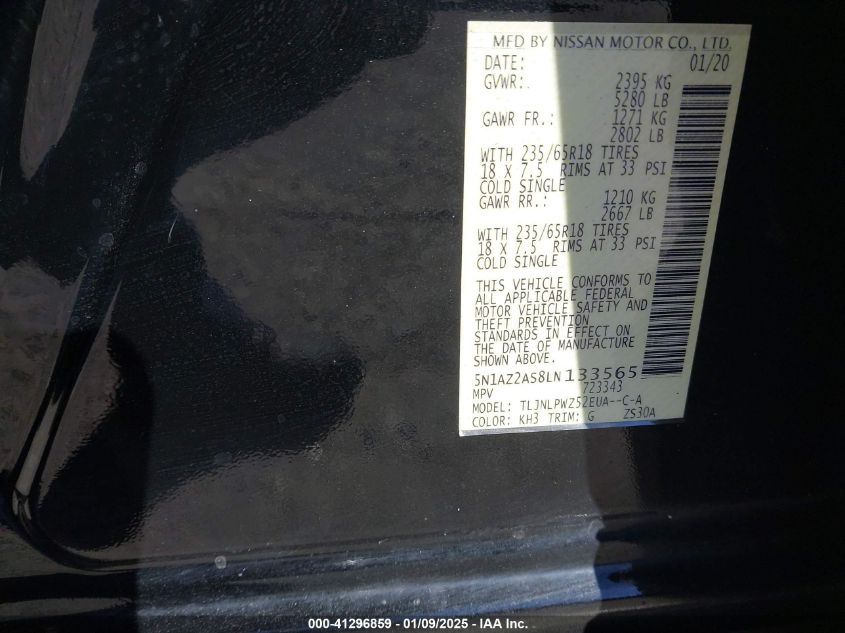 MFD BY NISSAN MOTOR CO., LTD.
DATE: 01/20
GVWR: 2395 KG
5280 LB
GAWR FR.: 1271 KG
2802 LB
WITH 235/65R18 TIRES
18 X 7.5 RIMS AT 33 PSI
COLD SINGLE
GAWR RR.: 1210 KG
2667 LB
WITH 235/65R18 TIRES
18 X 7.5 RIMS AT 33 PSI
COLD SINGLE
THIS VEHICLE CONFORMS TO
ALL APPLICABLE FEDERAL
MOTOR VEHICLE SAFETY AND
THEFT PREVENTION
STANDARDS IN EFFECT ON
THE DATE OF MANUFACTURE
SHOWN ABOVE.
5N1AZ2AS8LN133565
MPV 723343
MODEL: TLJNLPWZ52EUA--C-A
COLOR: KH3 TRIM: G ZS30A
000-41296859 - 01/09/2025 - IAA Inc.